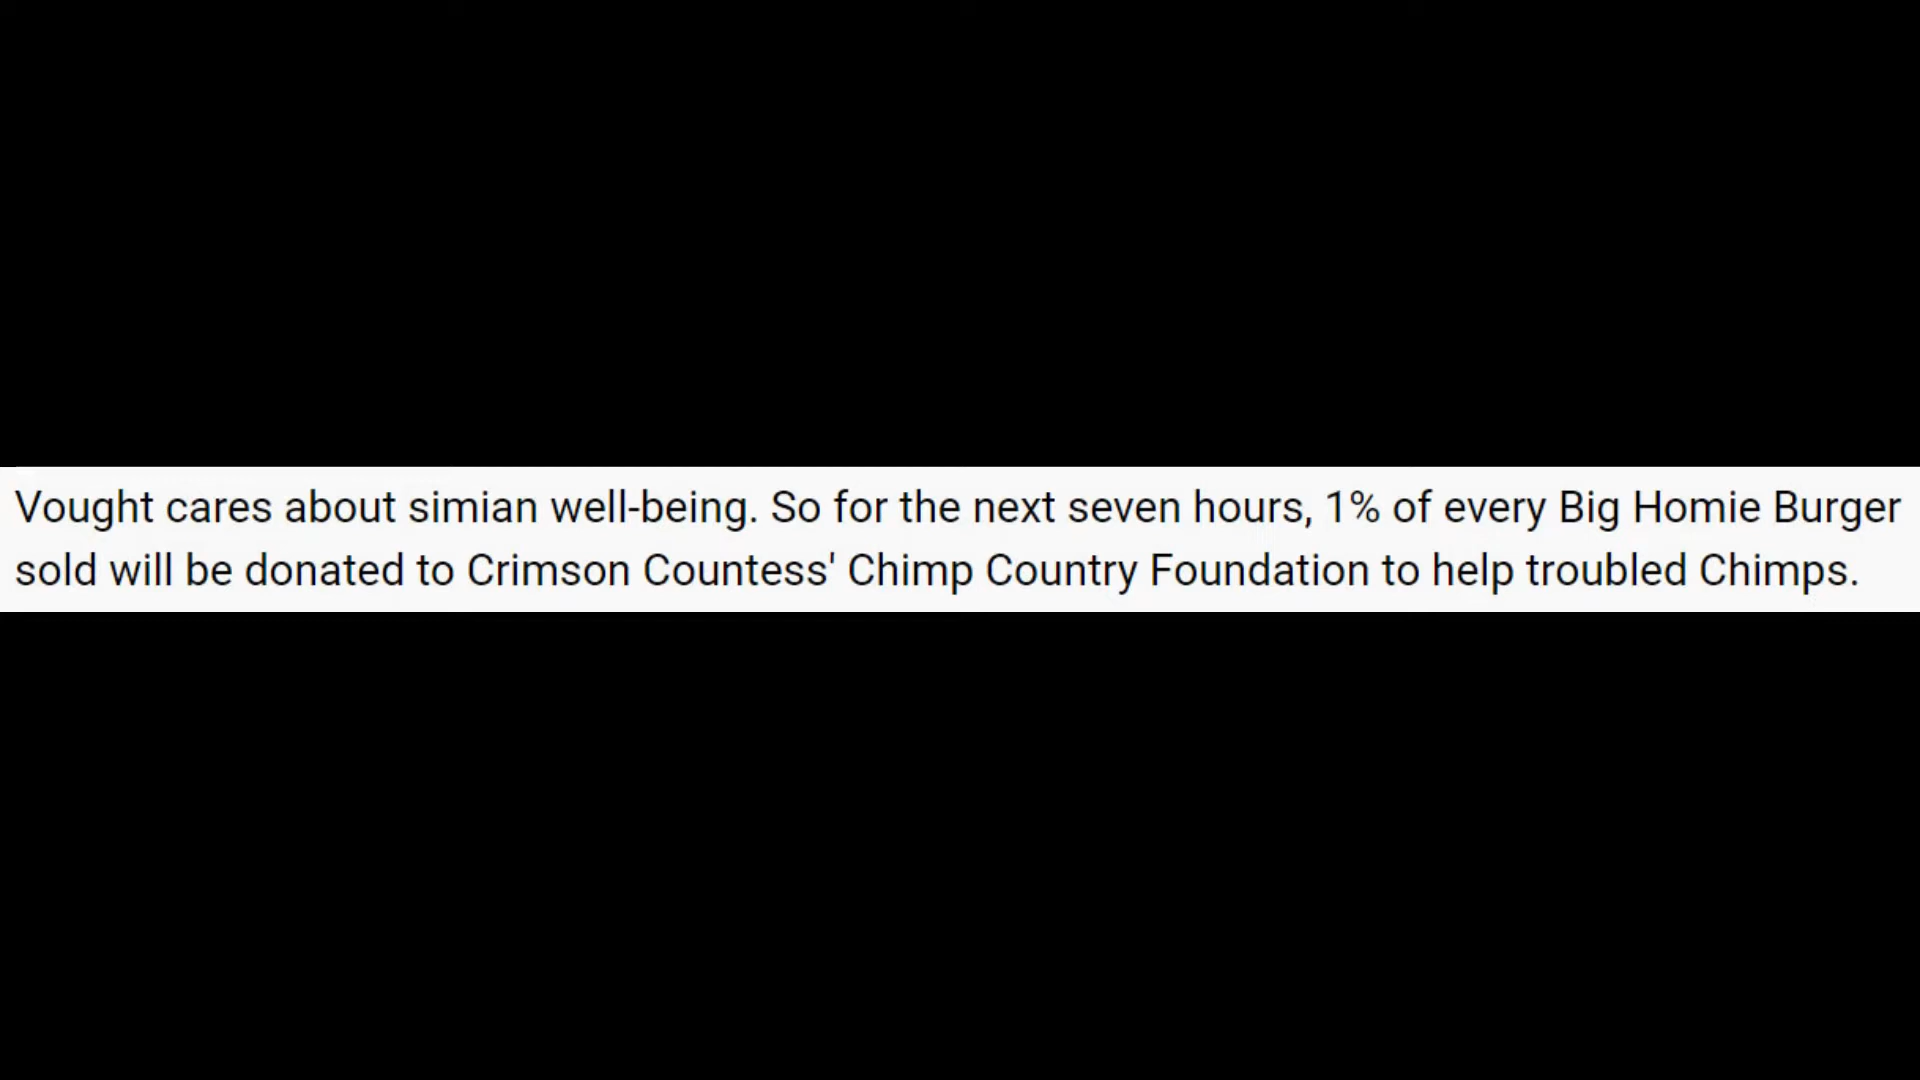 Vought cares about simian well-being. So for the next seven hours, 1% of every Big Homie Burger
sold will be donated to Crimson Countess' Chimp Country Foundation to help troubled Chimps.